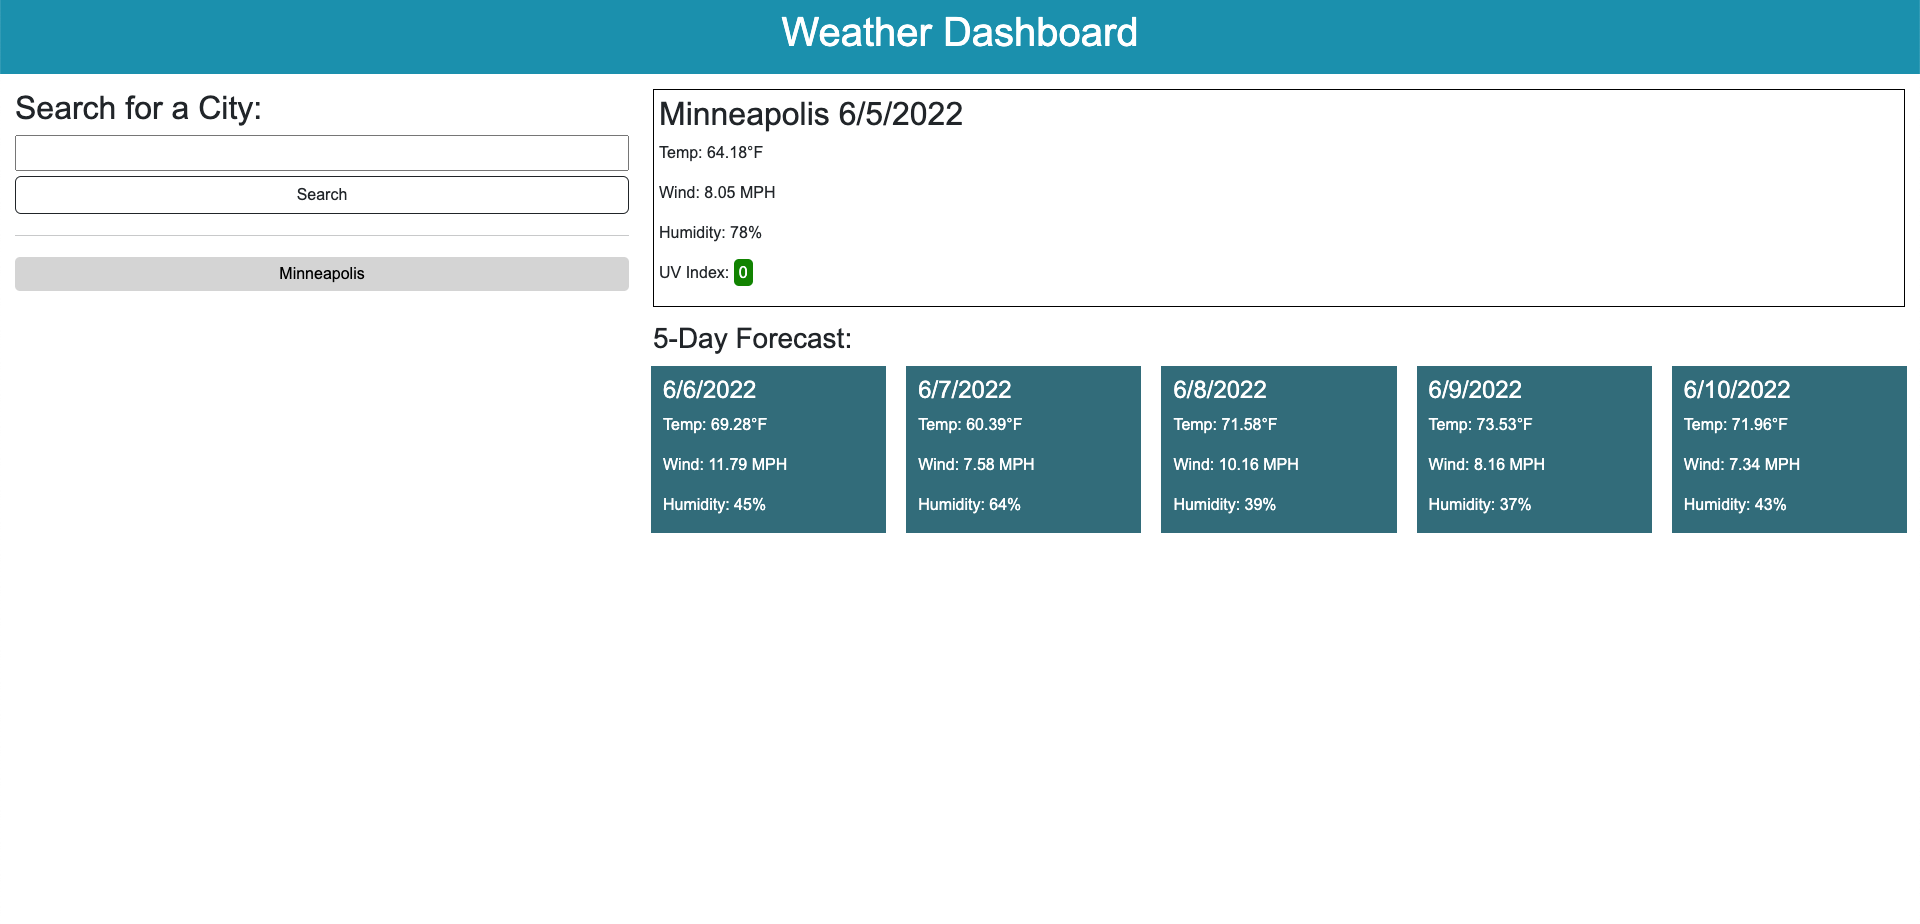 Weather Dashboard
Search for a City:
Search
Minneapolis
Minneapolis 6/5/2022
Temp: 64.18°F
Wind: 8.05 MPH
Humidity: 78%
UV Index: 0
5-Day Forecast:
6/6/2022
Temp: 69.28°F
Wind: 11.79 MPH
Humidity: 45%
6/7/2022
Temp: 60.39°F
Wind: 7.58 MPH
Humidity: 64%
6/8/2022
Temp: 71.58°F
Wind: 10.16 MPH
Humidity: 39%
6/9/2022
Temp: 73.53°F
Wind: 8.16 MPH
Humidity: 37%
6/10/2022
Temp: 71.96°F
Wind: 7.34 MPH
Humidity: 43%